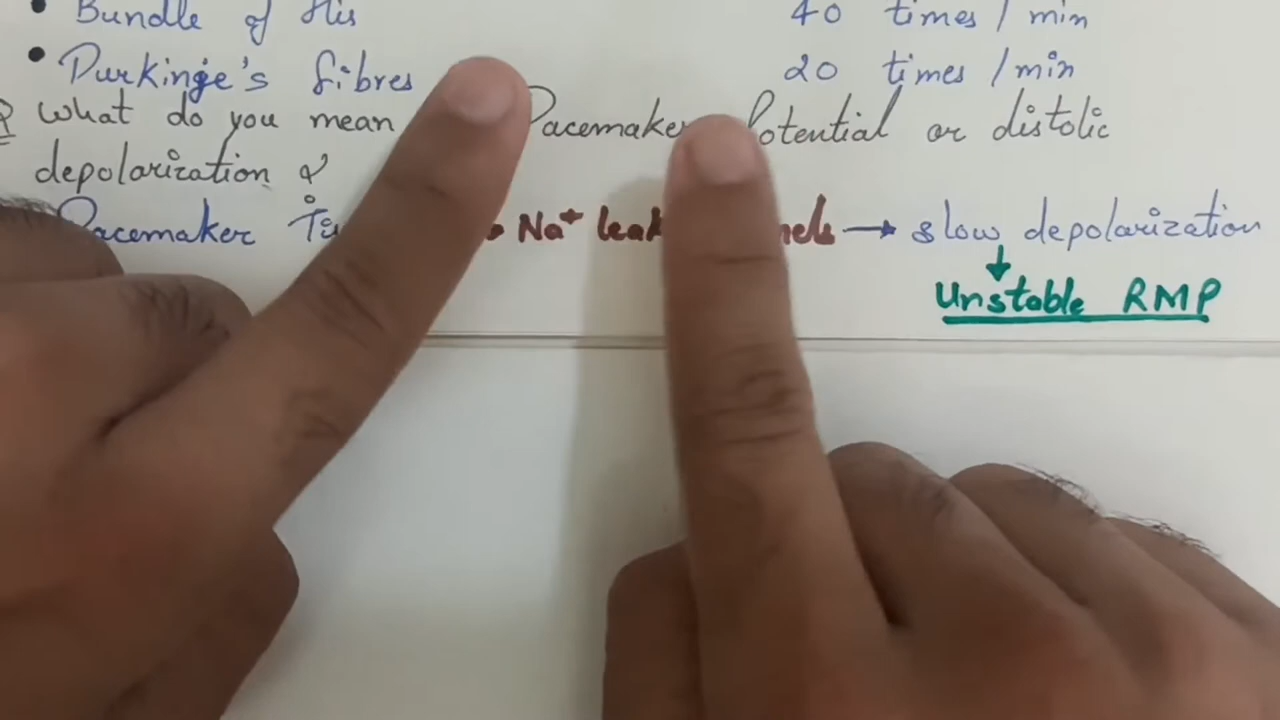 • Bundle of His 40 times / min
• Purkinje's fibres 20 times / min
Q What do you mean Pacemaker Potential or distolic
depolarization ?
Pacemaker Na+ leak → slow depolarization
↓
Unstable RMP